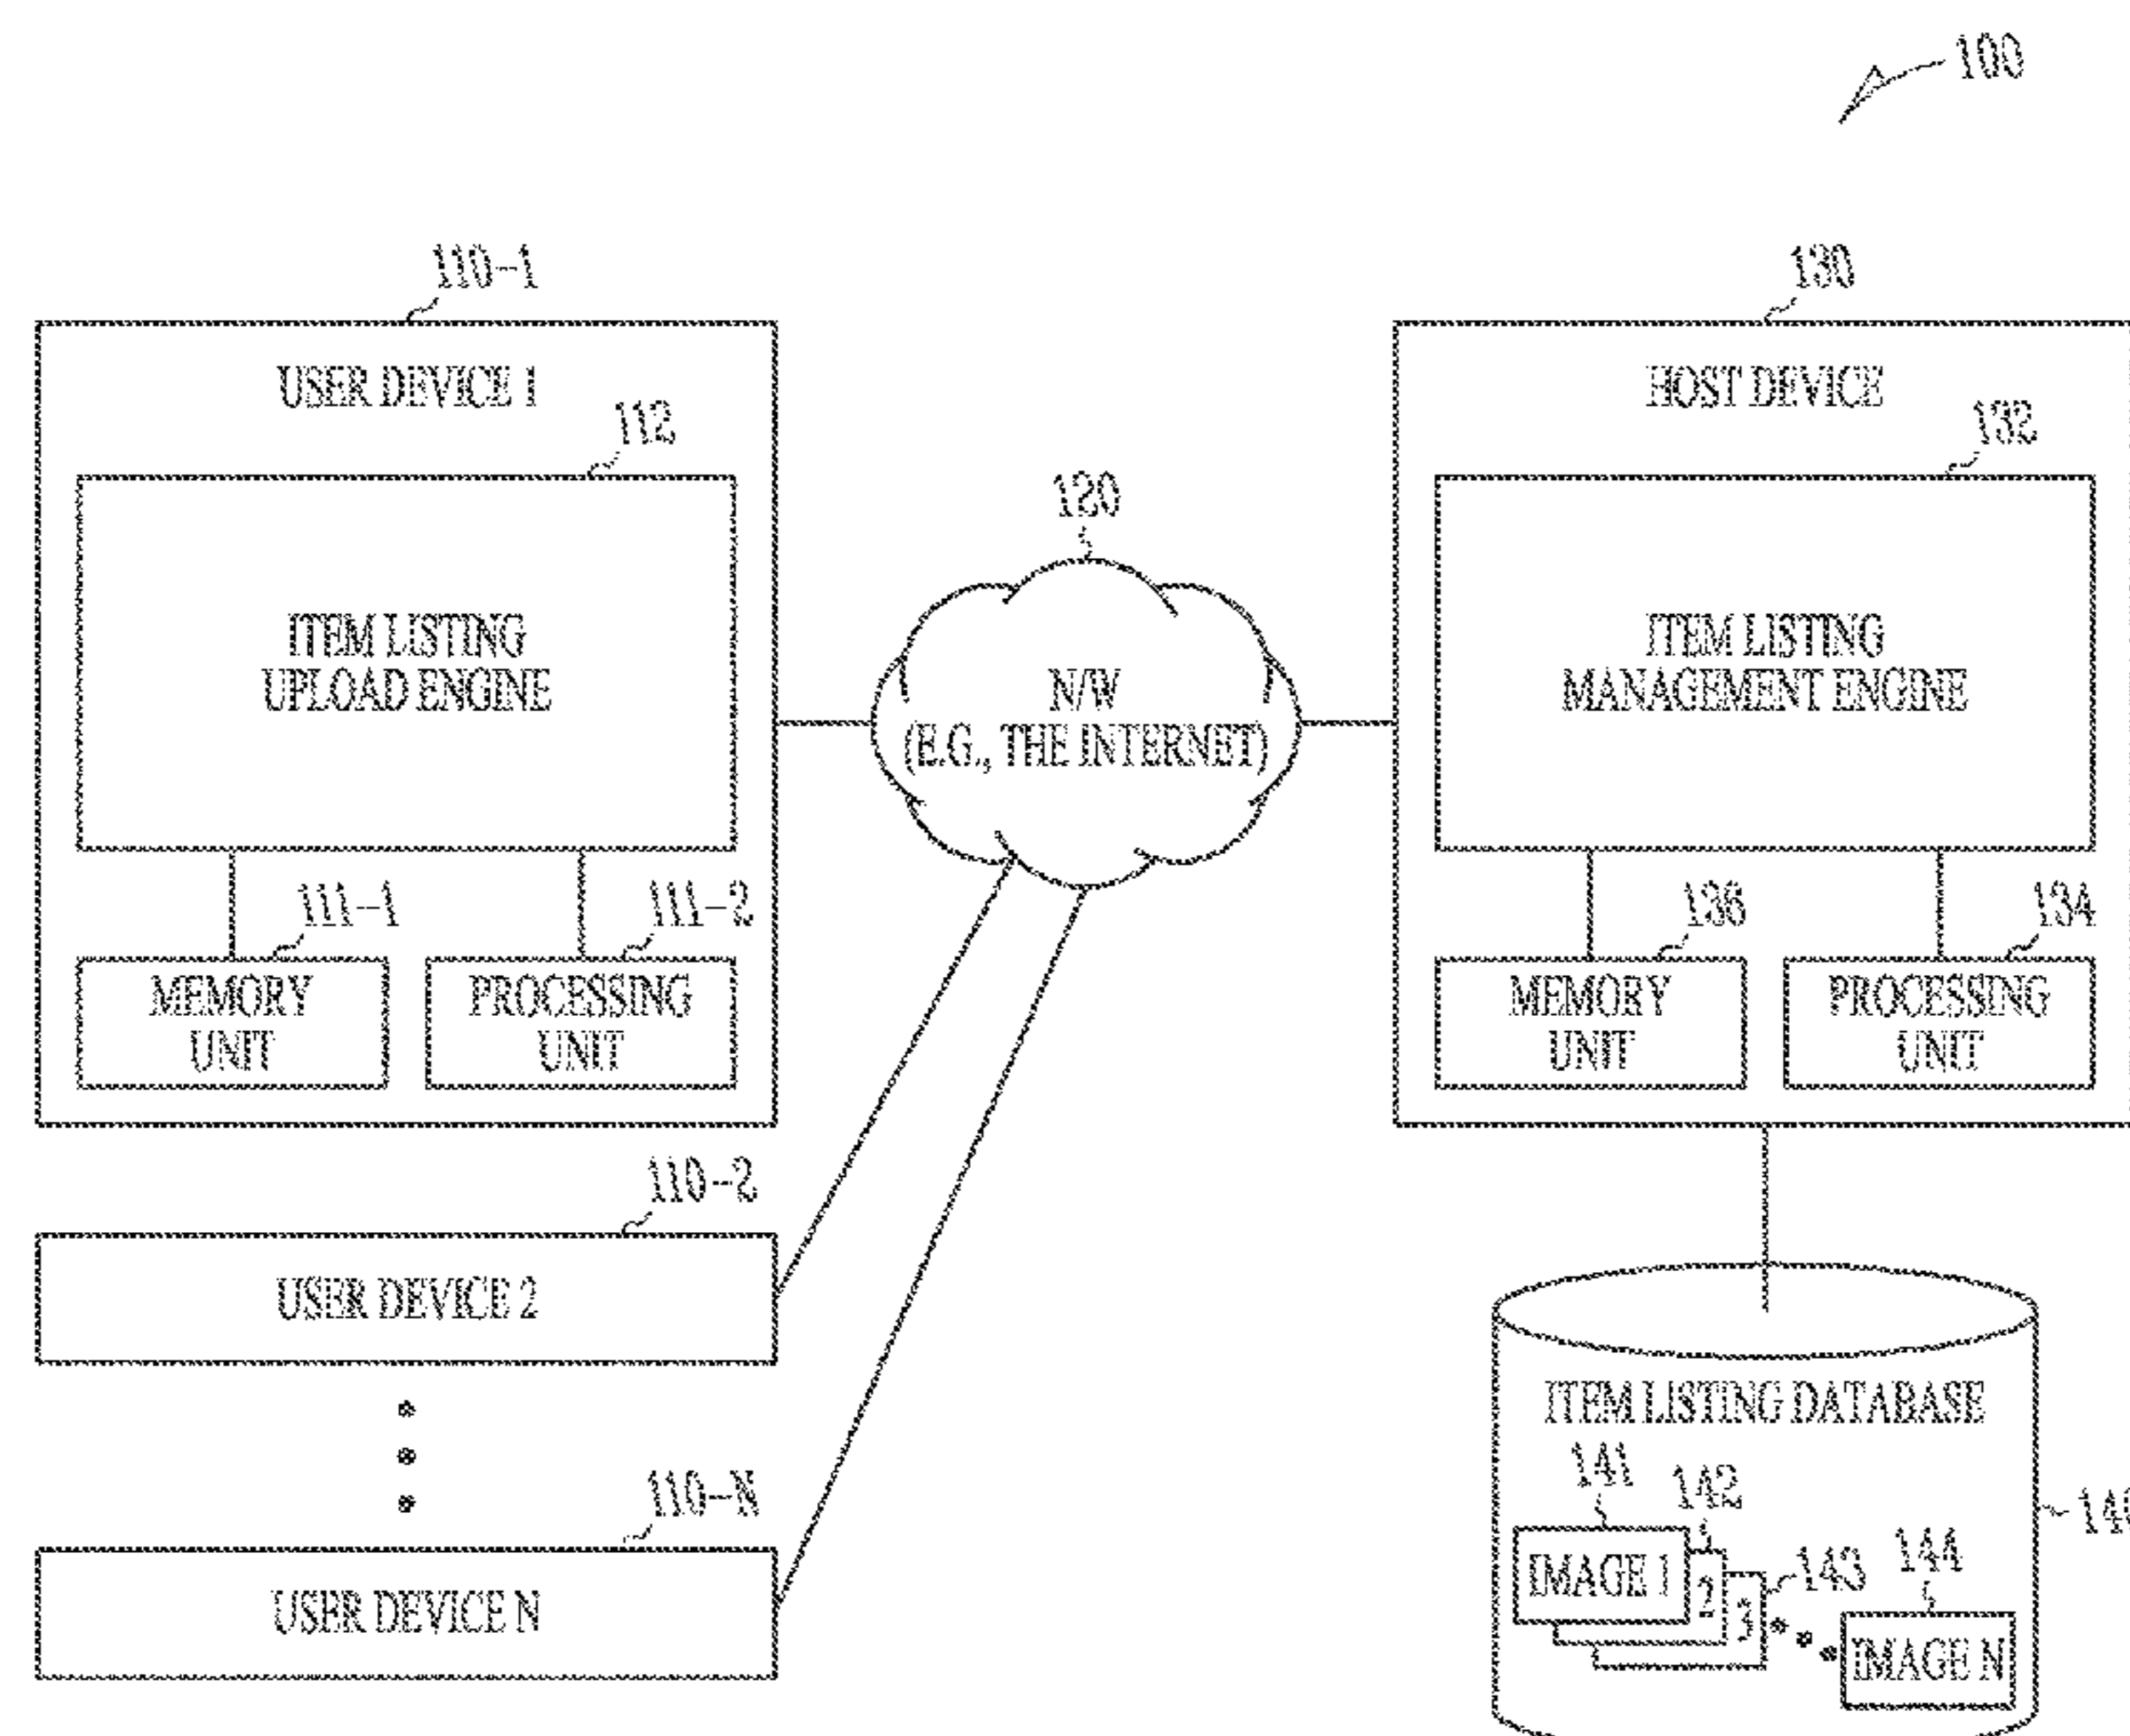 100
110-1
USER DEVICE 1
112
ITEM LISTING
UPLOAD ENGINE
111-1
111-2
MEMORY
UNIT
PROCESSING
UNIT
120
N/W
(E.G., THE INTERNET)
130
HOST DEVICE
132
ITEM LISTING
MANAGEMENT ENGINE
136
134
MEMORY
UNIT
PROCESSING
UNIT
110-2
USER DEVICE 2
110-N
USER DEVICE N
ITEM LISTING DATABASE
141
142
143
144
140
IMAGE 1
2
3
IMAGE N